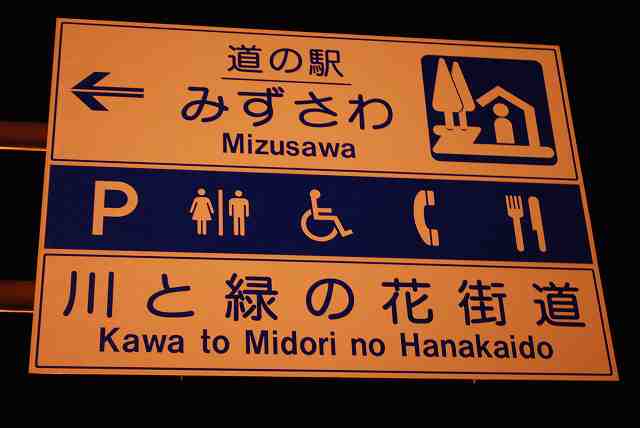 道の駅
みずさわ
Mizusawa
P
川と緑の花街道
Kawa to Midori no Hanakaido